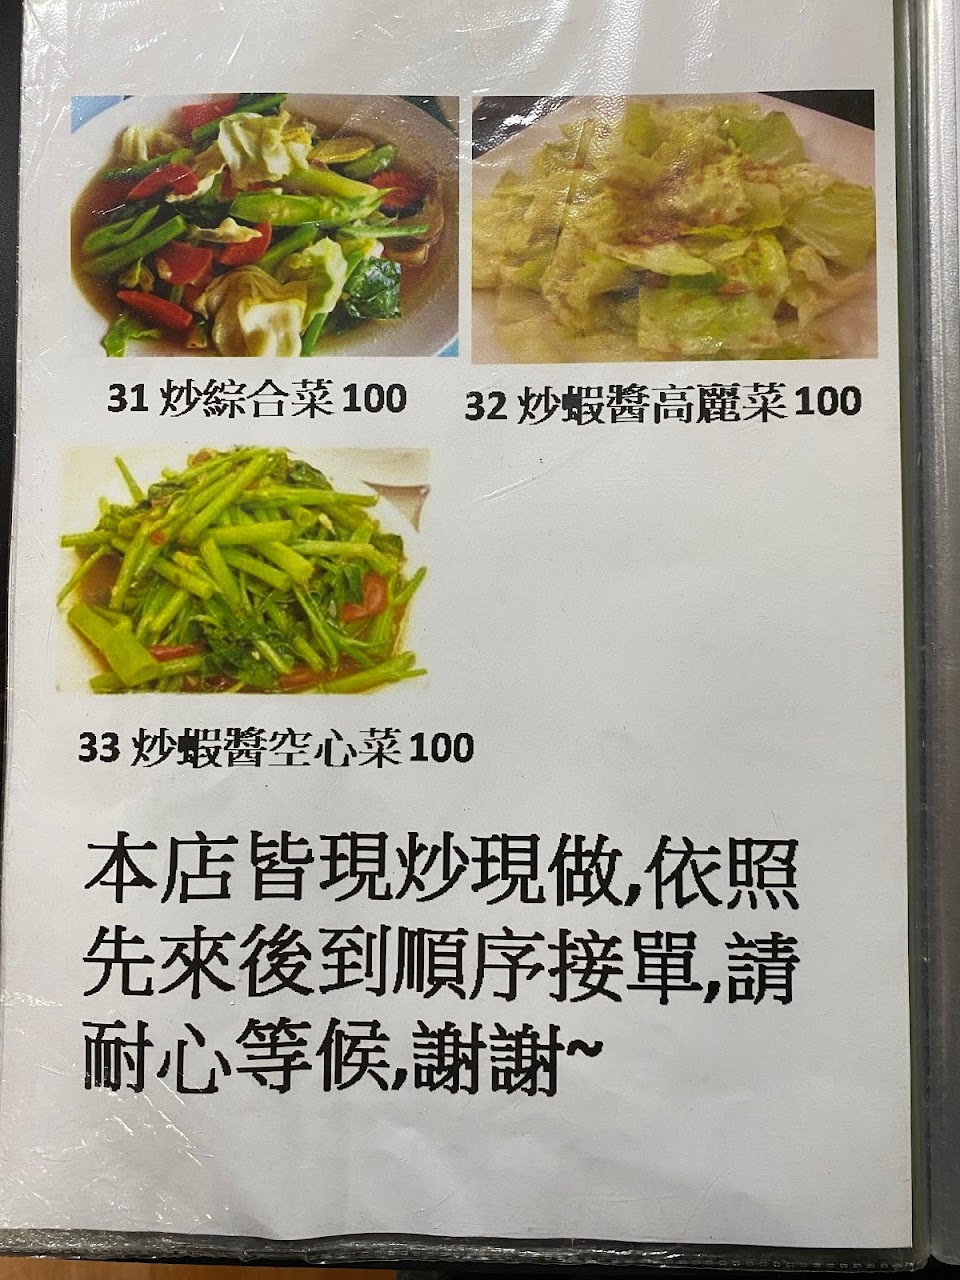 31 炒綜合菜 100
32 炒蝦醬高麗菜 100
33 炒蝦醬空心菜 100
本店皆現炒現做,依照
先來後到順序接單,請
耐心等候,謝謝~